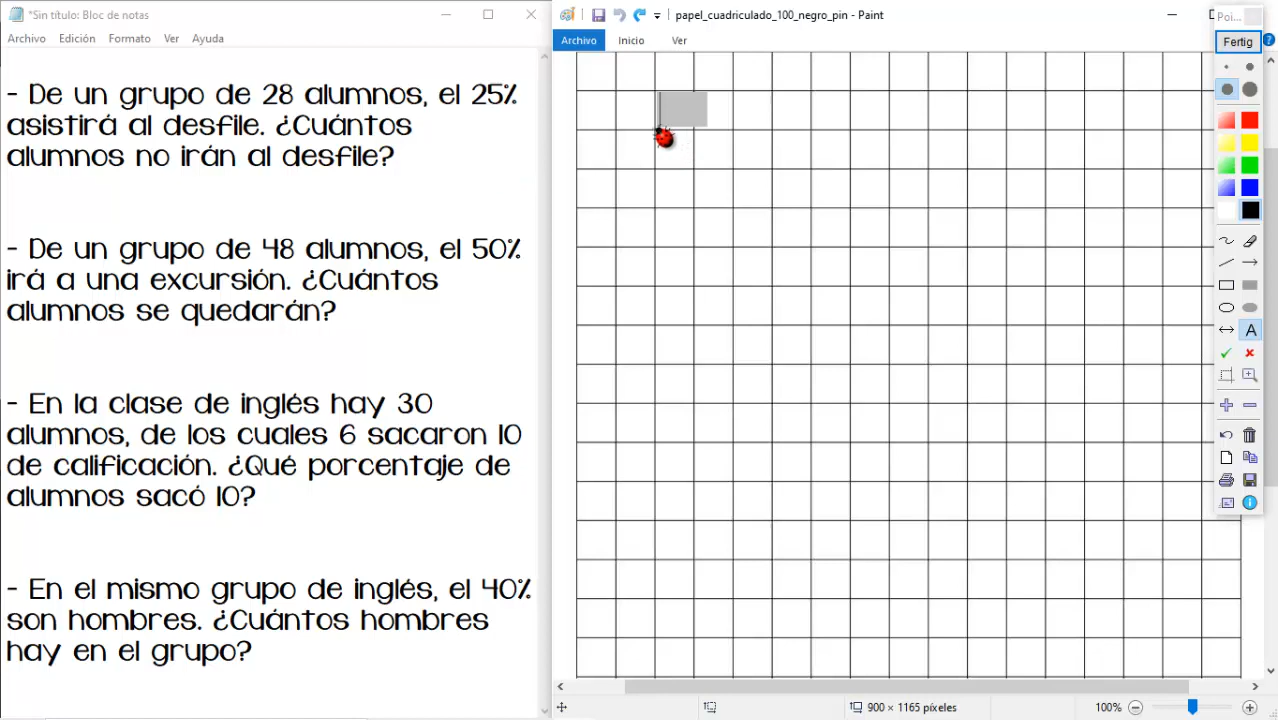 *Sin título: Bloc de notas
Archivo Edición Formato Ver Ayuda
- De un grupo de 28 alumnos, el 25%
asistirá al desfile. ¿Cuántos
alumnos no irán al desfile?
- De un grupo de 48 alumnos, el 50%
irá a una excursión. ¿Cuántos
alumnos se quedarán?
- En la clase de inglés hay 30
alumnos, de los cuales 6 sacaron 10
de calificación. ¿Qué porcentaje de
alumnos sacó 10?
- En el mismo grupo de inglés, el 40%
son hombres. ¿Cuántos hombres
hay en el grupo?
papel_cuadriculado_100_negro_pin - Paint
Archivo Inicio Ver
Poi...
Fertig
A
900 × 1165 píxeles
100%